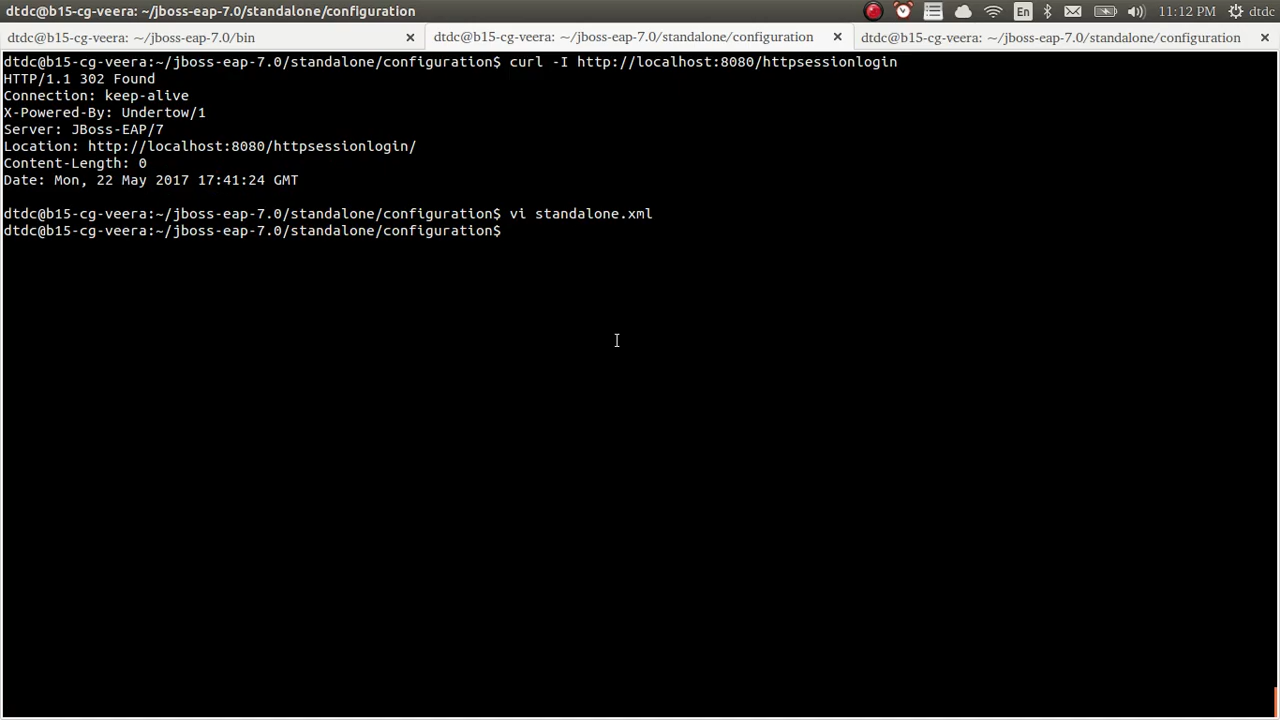 dtdc@b15-cg-veera: ~/jboss-eap-7.0/standalone/configuration
En
11:12 PM
dtdc
dtdc@b15-cg-veera: ~/jboss-eap-7.0/bin
dtdc@b15-cg-veera: ~/jboss-eap-7.0/standalone/configuration
dtdc@b15-cg-veera: ~/jboss-eap-7.0/standalone/configuration
dtdc@b15-cg-veera:~/jboss-eap-7.0/standalone/configuration$ curl -I http://localhost:8080/httpsessionlogin
HTTP/1.1 302 Found
Connection: keep-alive
X-Powered-By: Undertow/1
Server: JBoss-EAP/7
Location: http://localhost:8080/httpsessionlogin/
Content-Length: 0
Date: Mon, 22 May 2017 17:41:24 GMT
dtdc@b15-cg-veera:~/jboss-eap-7.0/standalone/configuration$ vi standalone.xml
dtdc@b15-cg-veera:~/jboss-eap-7.0/standalone/configuration$